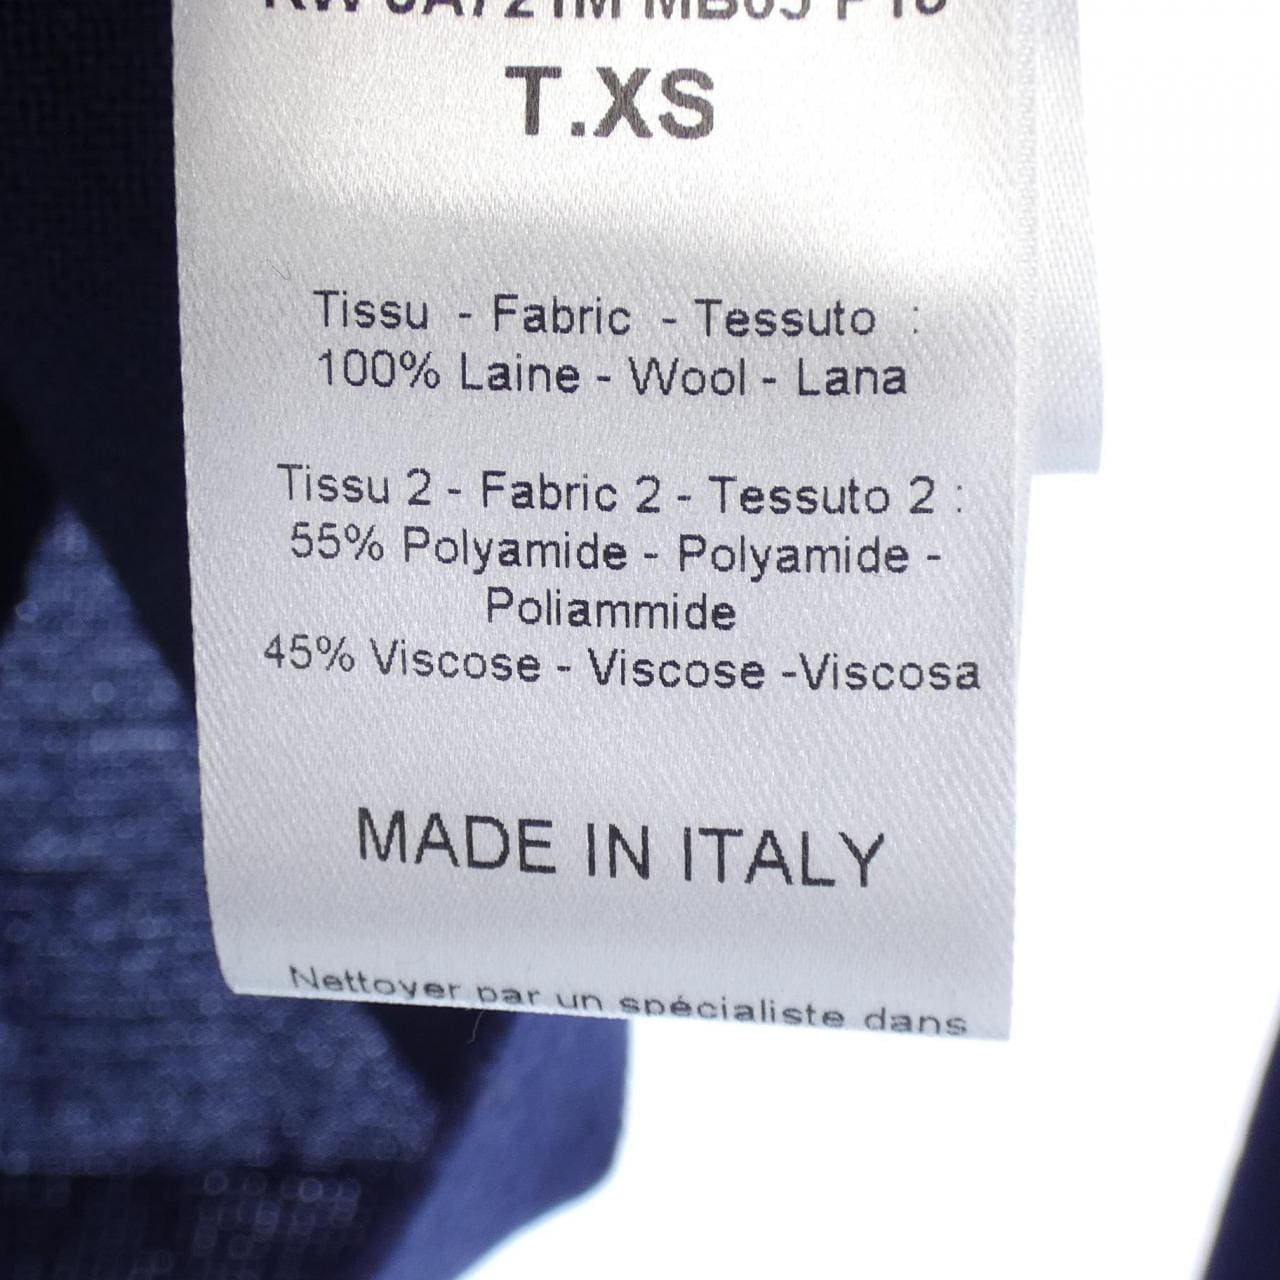 T.XS
Tissu - Fabric - Tessuto :
100% Laine - Wool - Lana
Tissu 2 - Fabric 2 - Tessuto 2 :
55% Polyamide - Polyamide -
Poliammide
45% Viscose - Viscose -Viscosa
MADE IN ITALY
Nettoyer par un spécialiste dans